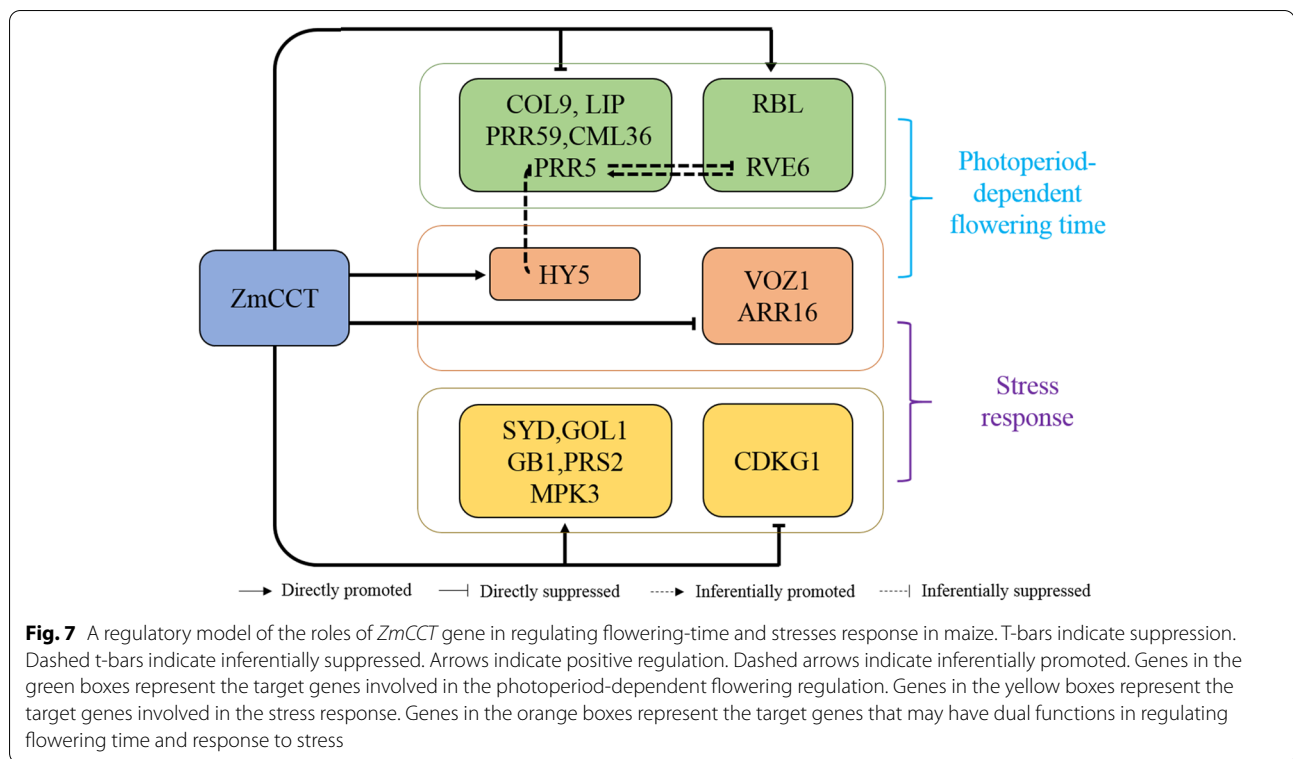 COL9, LIP
PRR59,CML36
PRR5
RBL
RVE6
Photoperiod-
dependent
flowering time
ZmCCT
HY5
VOZ1
ARR16
SYD,GOL1
GB1,PRS2
MPK3
CDKG1
Stress
response
Directly promoted
Directly suppressed
Inferentially promoted
Inferentially suppressed
Fig. 7 A regulatory model of the roles of ZmCCT gene in regulating flowering-time and stresses response in maize. T-bars indicate suppression.
Dashed t-bars indicate inferentially suppressed. Arrows indicate positive regulation. Dashed arrows indicate inferentially promoted. Genes in the
green boxes represent the target genes involved in the photoperiod-dependent flowering regulation. Genes in the yellow boxes represent the
target genes involved in the stress response. Genes in the orange boxes represent the target genes that may have dual functions in regulating
flowering time and response to stress